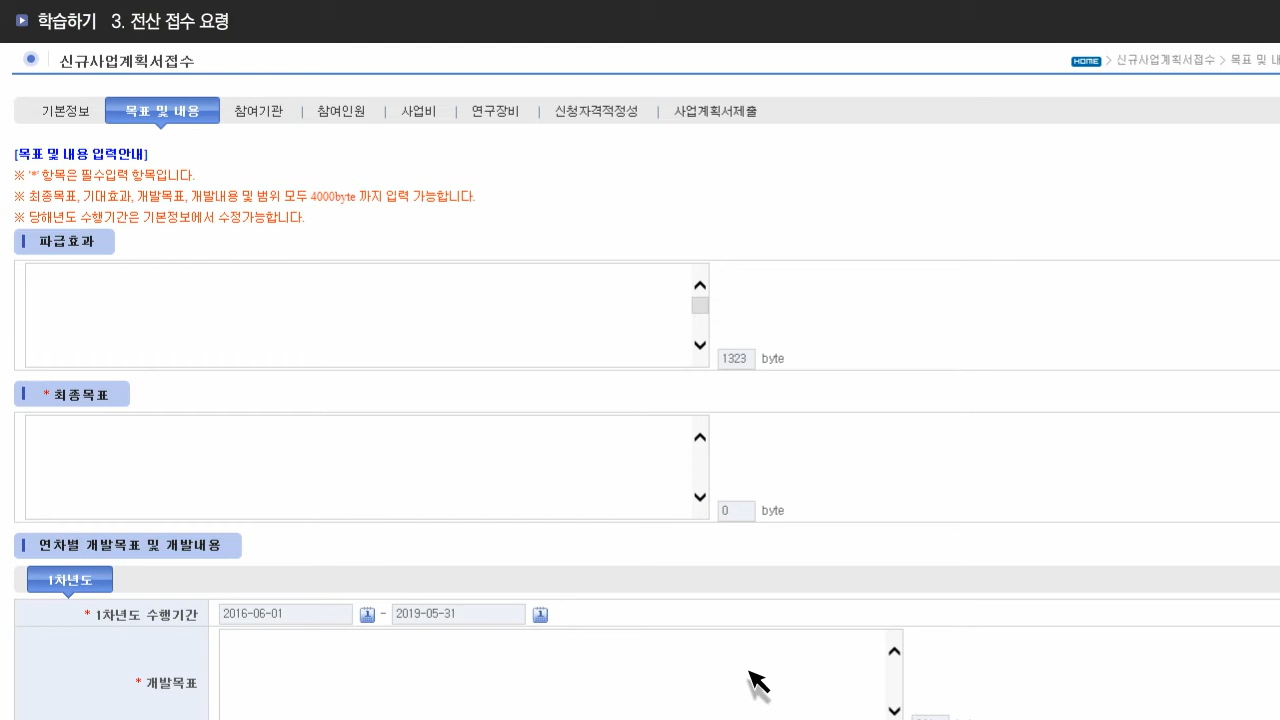 학습하기 3. 전산 접수 요령
신규사업계획서접수
HOME > 신규사업계획서접수 > 목표 및
기본정보 목표 및 내용 참여기관 | 참여인원 | 사업비 | 연구장비 | 신청자격적정성 | 사업계획서제출
[목표 및 내용 입력안내]
※ '*' 항목은 필수입력 항목입니다.
※ 최종목표, 기대효과, 개발목표, 개발내용 및 범위 모두 4000byte 까지 입력 가능합니다.
※ 당해년도 수행기간은 기본정보에서 수정가능합니다.
파급효과
1323 byte
* 최종목표
0 byte
연차별 개발목표 및 개발내용
1차년도
* 1차년도 수행기간 2016-06-01 - 2019-05-31
* 개발목표